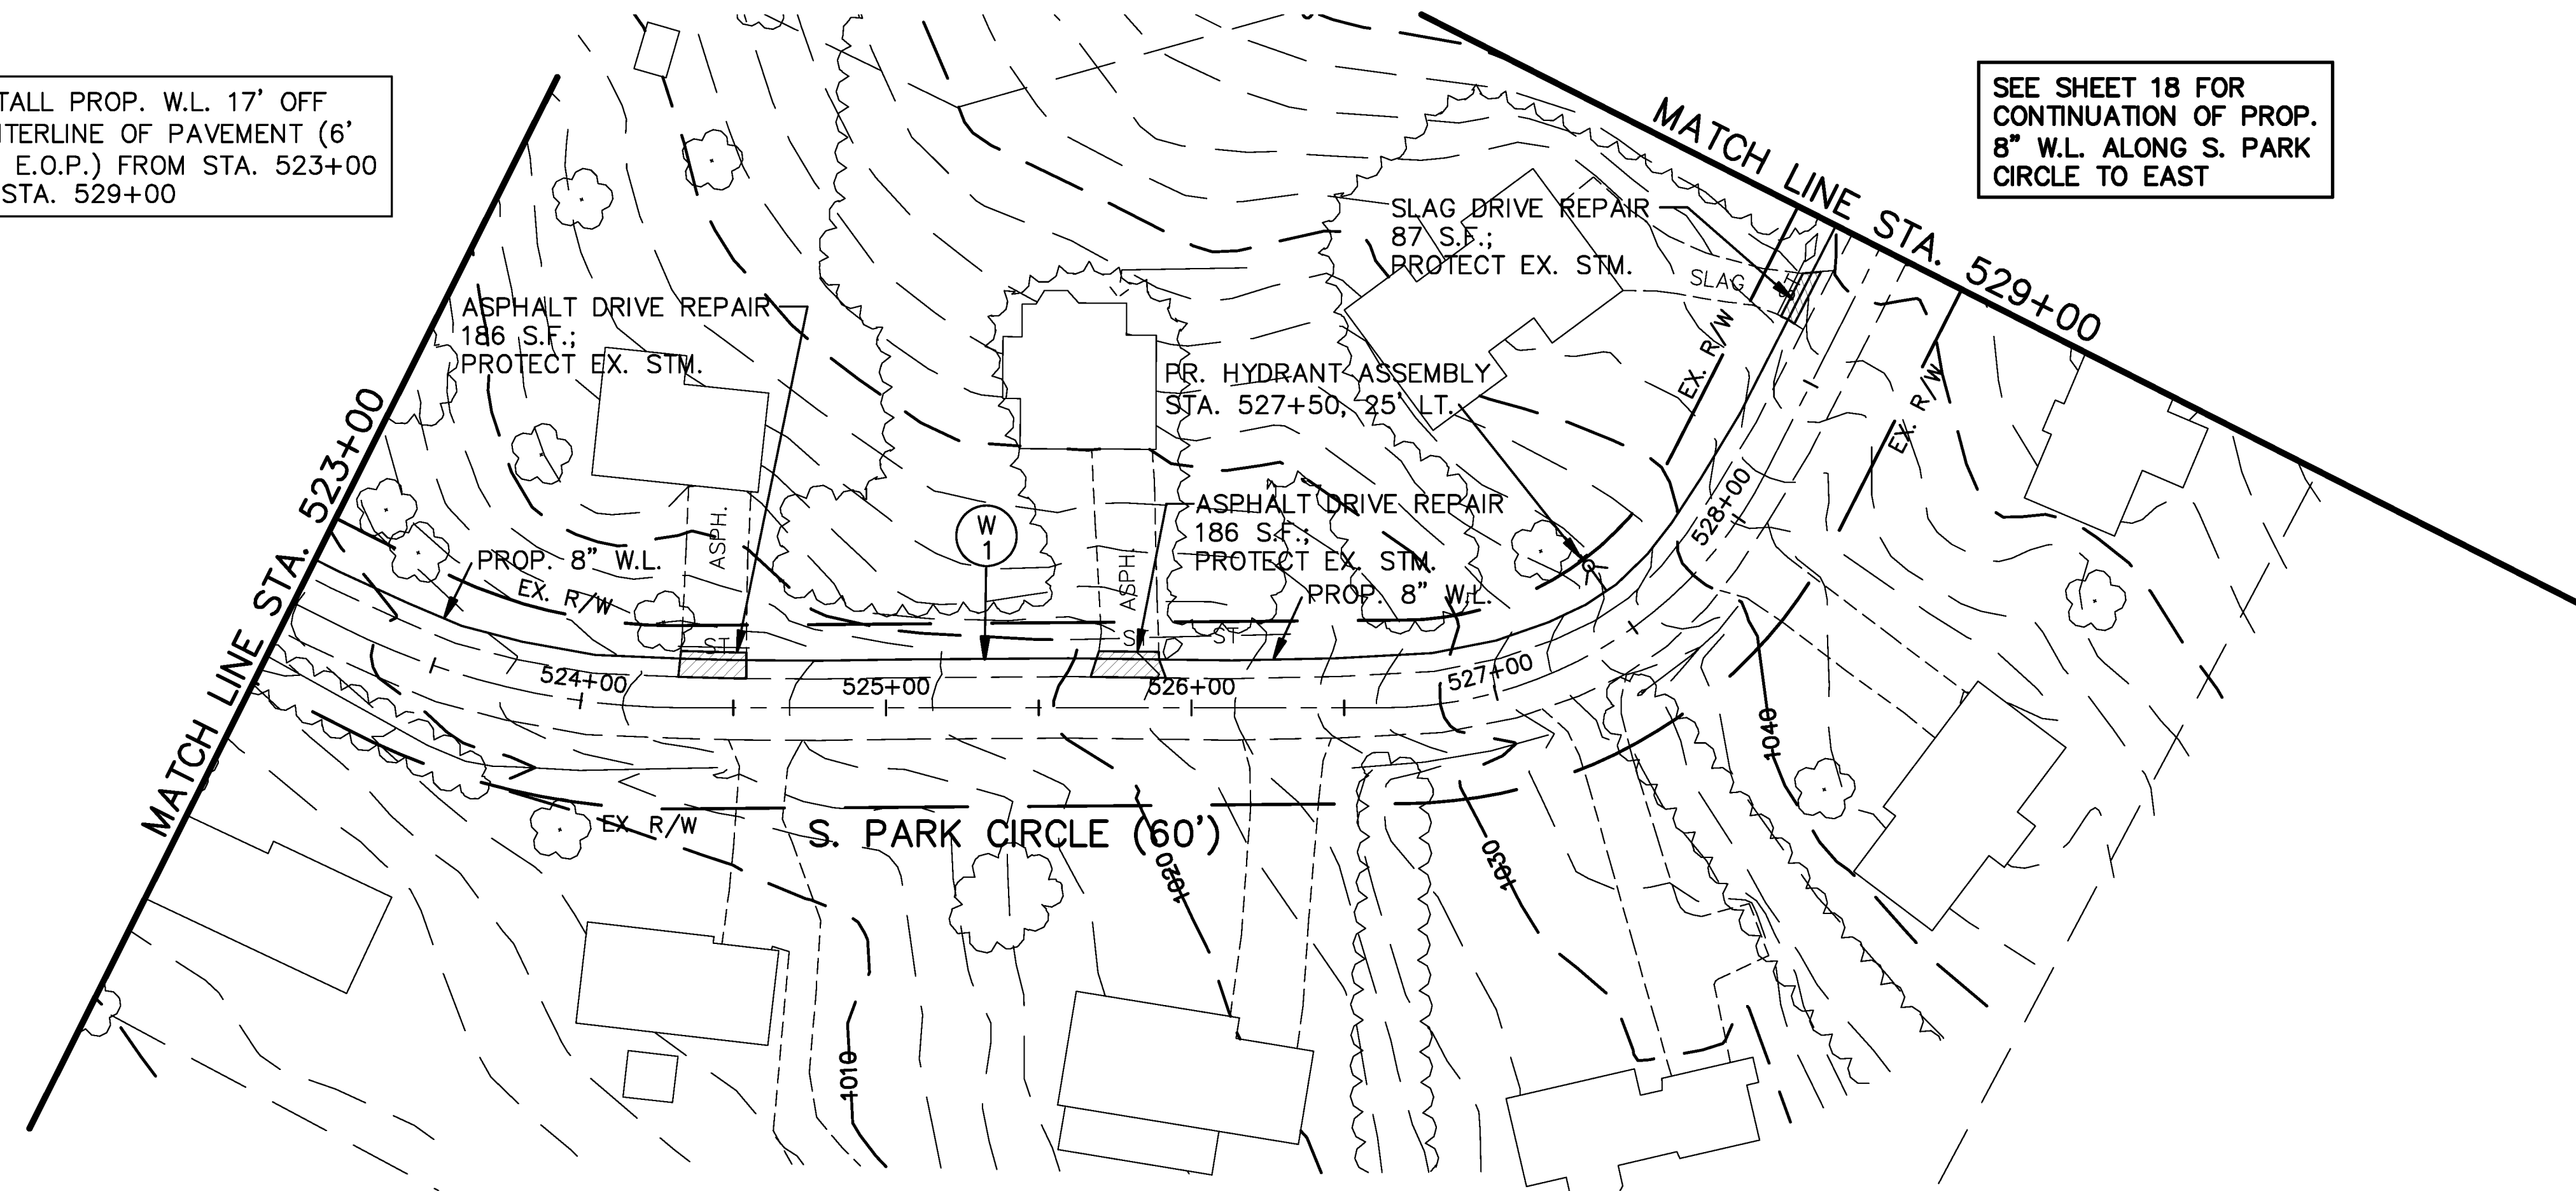 TALL PROP. W.L. 17' OFF
NTERLINE OF PAVEMENT (6'
E.O.P.) FROM STA. 523+00
STA. 529+00
SEE SHEET 18 FOR
CONTINUATION OF PROP.
8" W.L. ALONG S. PARK
CIRCLE TO EAST
MATCH LINE STA. 529+00
SLAG DRIVE REPAIR
87 S.F.;
PROTECT EX. STM.
SLAG
ST
EX. R/W
EX. R/W
ASPHALT DRIVE REPAIR
186 S.F.;
PROTECT EX. STM.
PR. HYDRANT ASSEMBLY
STA. 527+50, 25' LT.
MATCH LINE STA. 523+00
ASPH.
W
1
ASPHALT DRIVE REPAIR
186 S.F.;
PROTECT EX. STM.
ASPH.
PROP. 8" W.L.
EX. R/W
PROP. 8" W.L.
ST
ST
ST
524+00
525+00
526+00
527+00
528+00
1040
EX. R/W
S. PARK CIRCLE (60')
1020
1030
1010